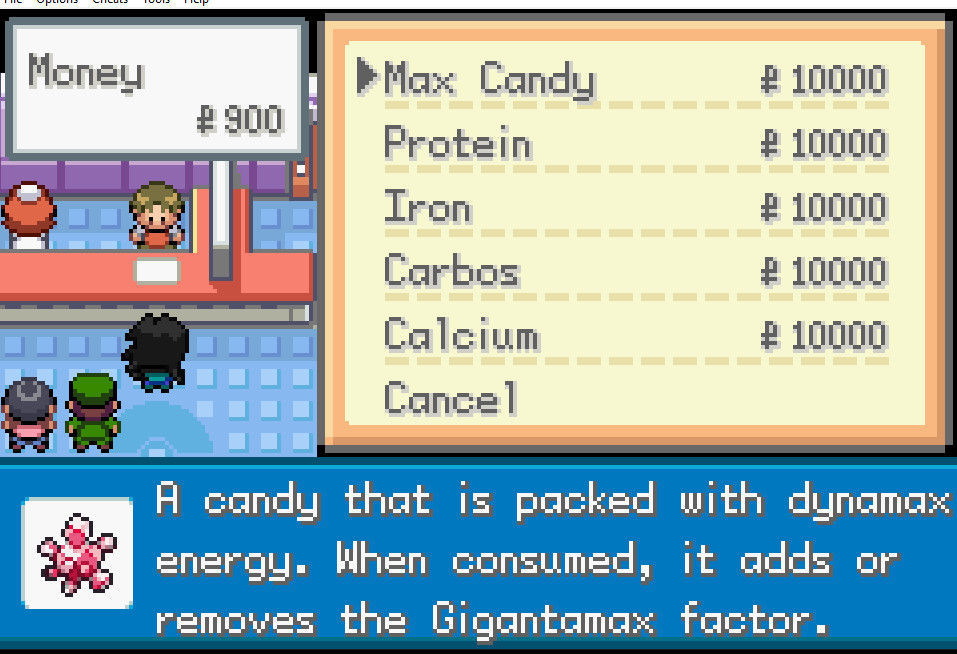 File Options Cheats Tools Help
Money
₽ 900
Max Candy ₽ 10000
Protein ₽ 10000
Iron ₽ 10000
Carbos ₽ 10000
Calcium ₽ 10000
Cancel
A candy that is packed with dynamax
energy. When consumed, it adds or
removes the Gigantamax factor.